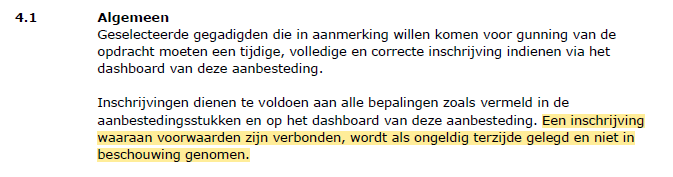 4.1 Algemeen
Geselecteerde gegadigden die in aanmerking willen komen voor gunning van de
opdracht moeten een tijdige, volledige en correcte inschrijving indienen via het
dashboard van deze aanbesteding.
Inschrijvingen dienen te voldoen aan alle bepalingen zoals vermeld in de
aanbestedingsstukken en op het dashboard van deze aanbesteding. Een inschrijving
waaraan voorwaarden zijn verbonden, wordt als ongeldig terzijde gelegd en niet in
beschouwing genomen.